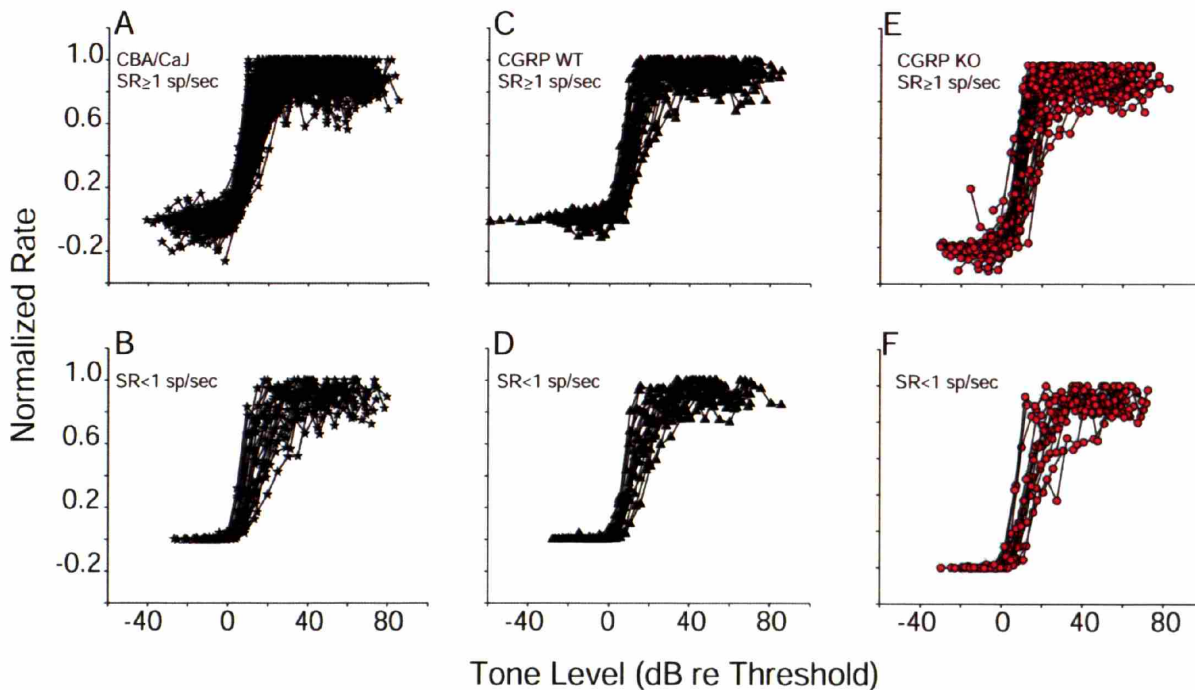 A
CBA/CaJ
SR≥1 sp/sec
C
CGRP WT
SR≥1 sp/sec
E
CGRP KO
SR≥1 sp/sec
1.0
0.6
0.2
-0.2
B
SR<1 sp/sec
D
SR<1 sp/sec
F
SR<1 sp/sec
1.0
0.6
0.2
-0.2
Normalized Rate
-40 0 40 80
-40 0 40 80
-40 0 40 80
Tone Level (dB re Threshold)